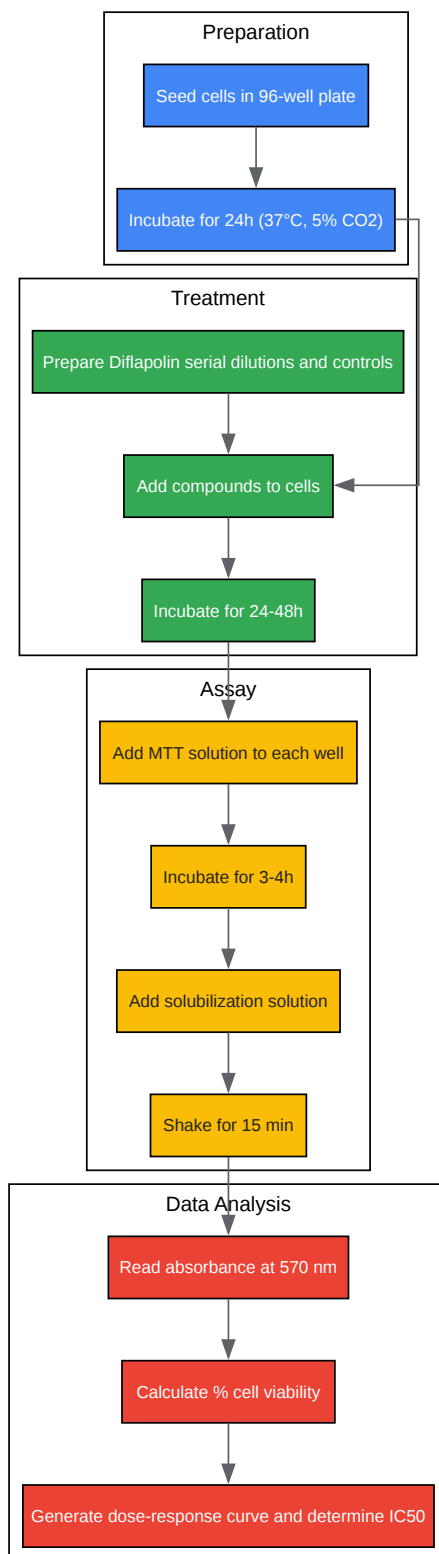 Preparation
Seed cells in 96-well plate
Incubate for 24h (37°C, 5% CO2)
Treatment
Prepare Diflapolin serial dilutions and controls
Add compounds to cells
Incubate for 24-48h
Assay
Add MTT solution to each well
Incubate for 3-4h
Add solubilization solution
Shake for 15 min
Data Analysis
Read absorbance at 570 nm
Calculate % cell viability
Generate dose-response curve and determine IC50